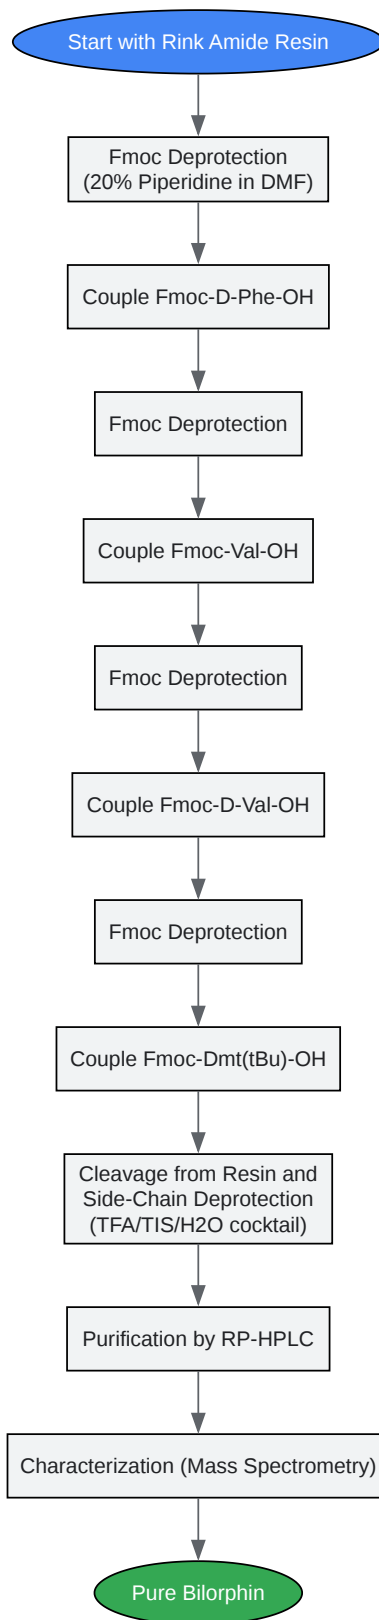 Start with Rink Amide Resin
Fmoc Deprotection
(20% Piperidine in DMF)
Couple Fmoc-D-Phe-OH
Fmoc Deprotection
Couple Fmoc-Val-OH
Fmoc Deprotection
Couple Fmoc-D-Val-OH
Fmoc Deprotection
Couple Fmoc-Dmt(tBu)-OH
Cleavage from Resin and
Side-Chain Deprotection
(TFA/TIS/H2O cocktail)
Purification by RP-HPLC
Characterization (Mass Spectrometry)
Pure Bilorphin